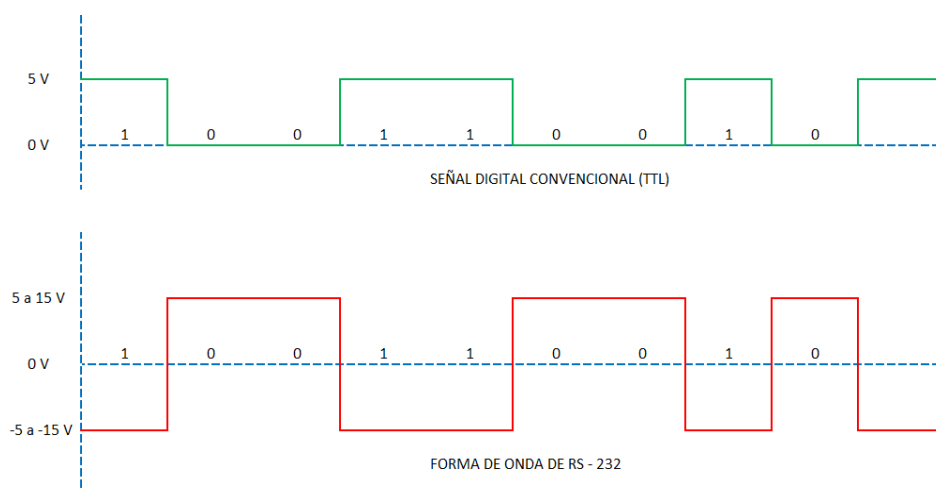 5 V
1 0 0 1 1 0 0 1 0
0 V
SEÑAL DIGITAL CONVENCIONAL (TTL)
5 a 15 V
1 0 0 1 1 0 0 1 0
0 V
-5 a -15 V
FORMA DE ONDA DE RS - 232